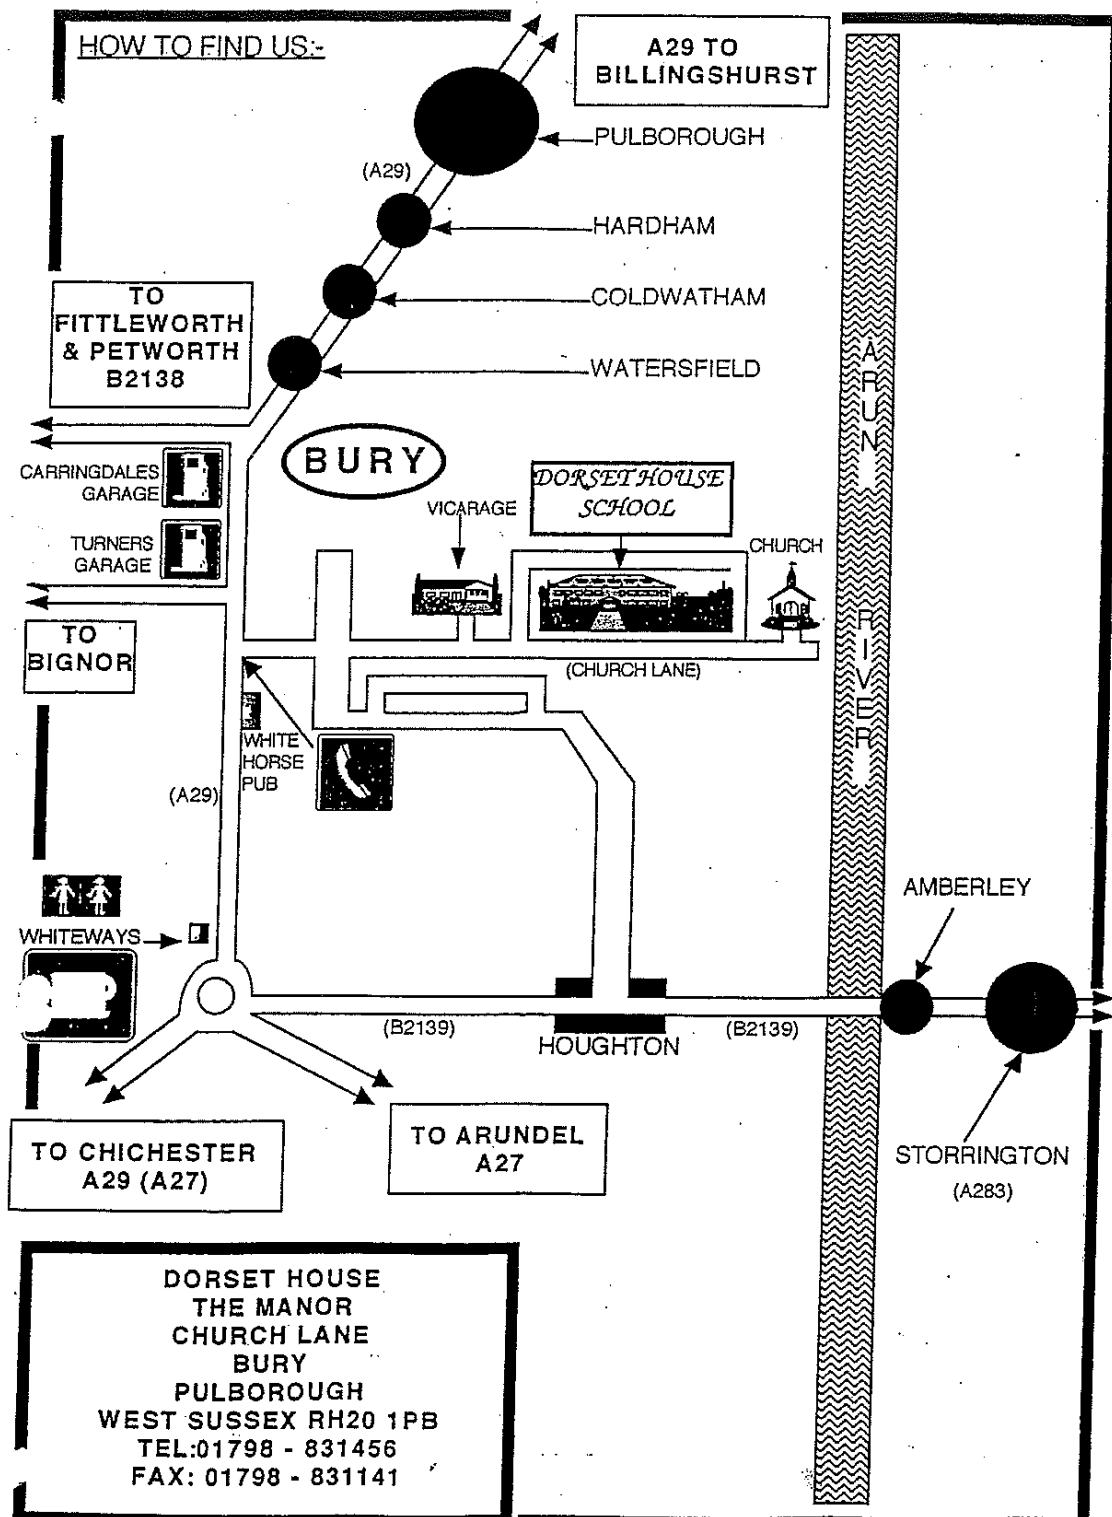 HOW TO FIND US:-
A29 TO
BILLINGSHURST
PULBOROUGH
(A29)
HARDHAM
COLDWATHAM
WATERSFIELD
TO
FITTLEWORTH
& PETWORTH
B2138
BURY
CARRINGDALES
GARAGE
TURNERS
GARAGE
VICARAGE
DORSET HOUSE
SCHOOL
CHURCH
ARUN RIVER
TO
BIGNOR
(CHURCH LANE)
WHITE
HORSE
PUB
(A29)
WHITEWAYS
AMBERLEY
(B2139)
HOUGHTON
(B2139)
STORRINGTON
(A283)
TO CHICHESTER
A29 (A27)
TO ARUNDEL
A27
DORSET HOUSE
THE MANOR
CHURCH LANE
BURY
PULBOROUGH
WEST SUSSEX RH20 1PB
TEL:01798 - 831456
FAX: 01798 - 831141